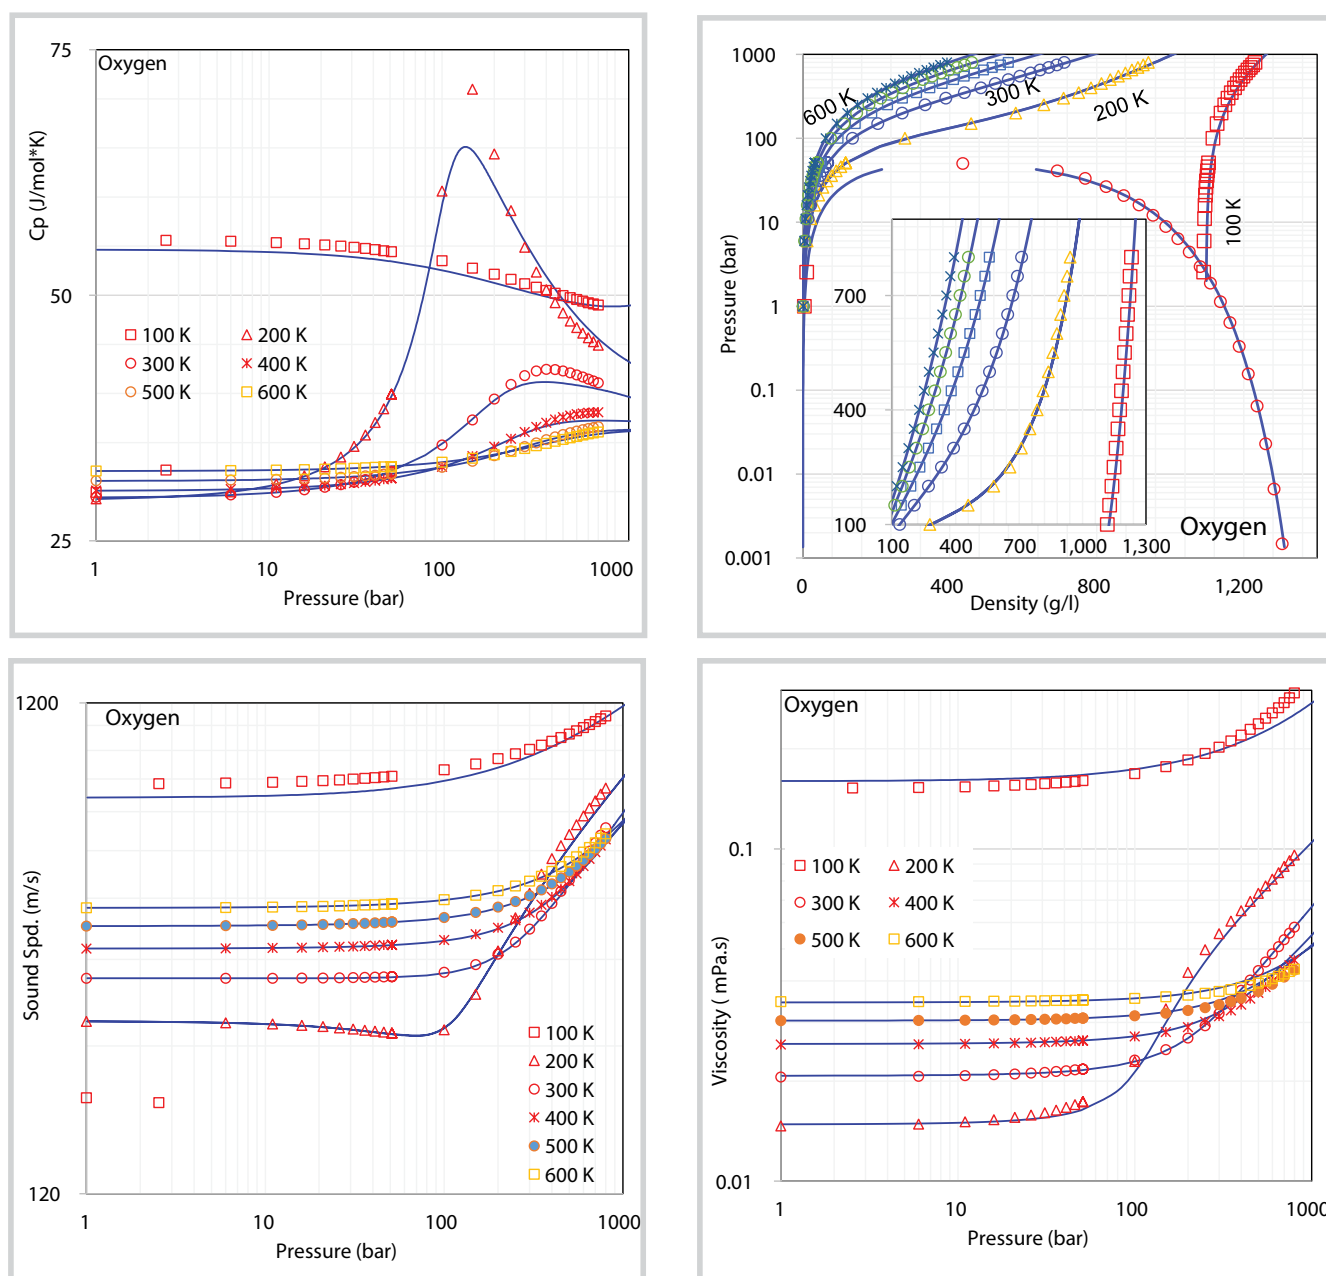 75
Oxygen
Cp (J/mol*K)
50
100 K
200 K
300 K
400 K
500 K
600 K
25
1
10
100
1000
Pressure (bar)
1000
600 K
300 K
200 K
100
Pressure (bar)
10
100 K
700
1
0.1
400
0.01
100
Oxygen
100
400
700
1,000
1,300
0.001
0
400
800
1,200
Density (g/l)
1200
Oxygen
Sound Spd. (m/s)
100 K
200 K
300 K
400 K
500 K
600 K
120
1
10
100
1000
Pressure (bar)
Oxygen
0.1
100 K
200 K
300 K
400 K
500 K
600 K
Viscosity ( mPa.s)
0.01
1
10
100
1000
Pressure (bar)